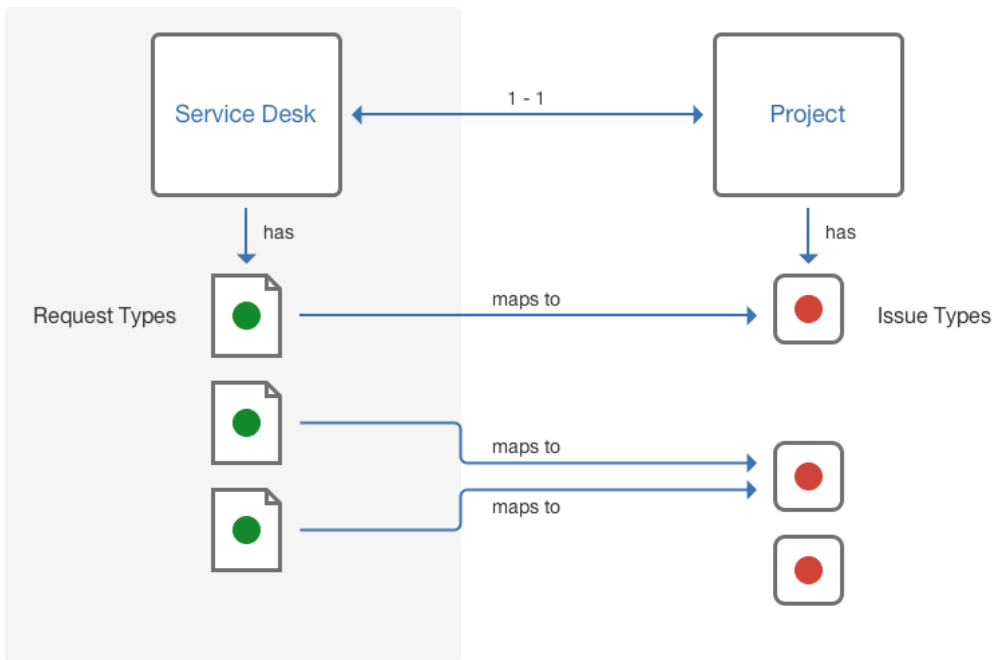 1 - 1
Service Desk
Project
has
has
maps to
Request Types
Issue Types
maps to
maps to